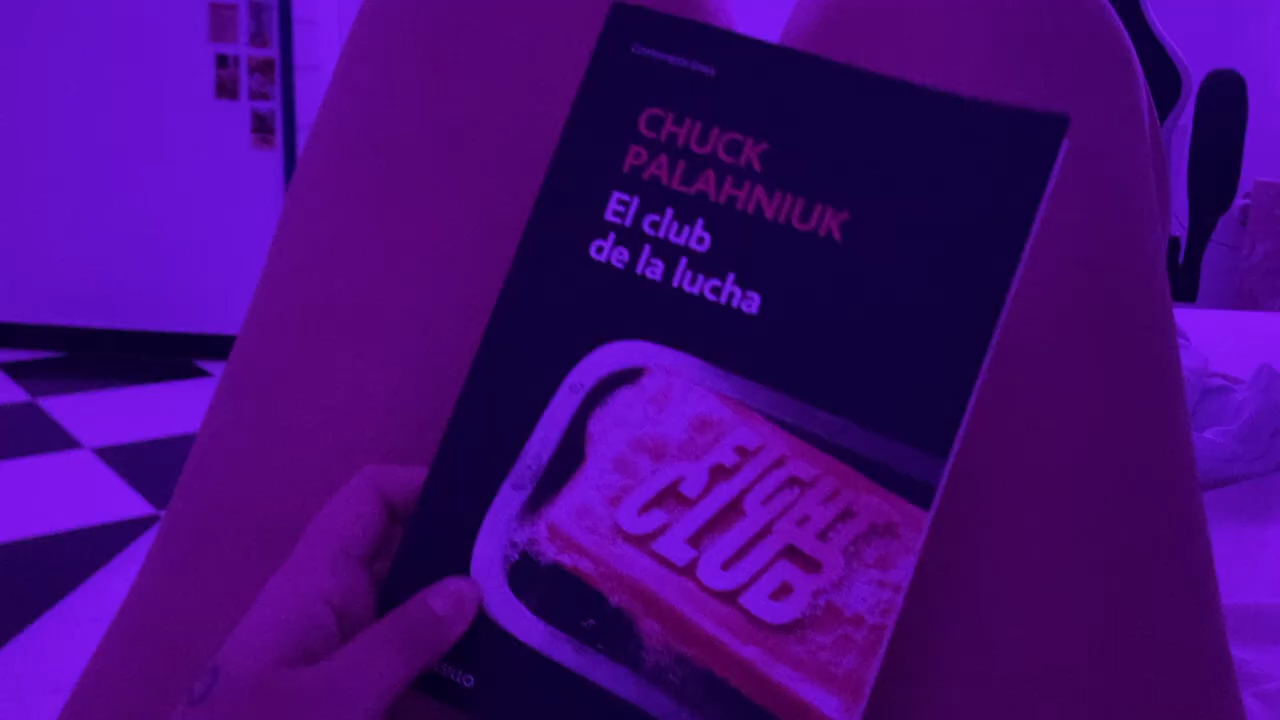 CHUCK
PALAHNIUK
El club
de la lucha
FIGHT
CLUB